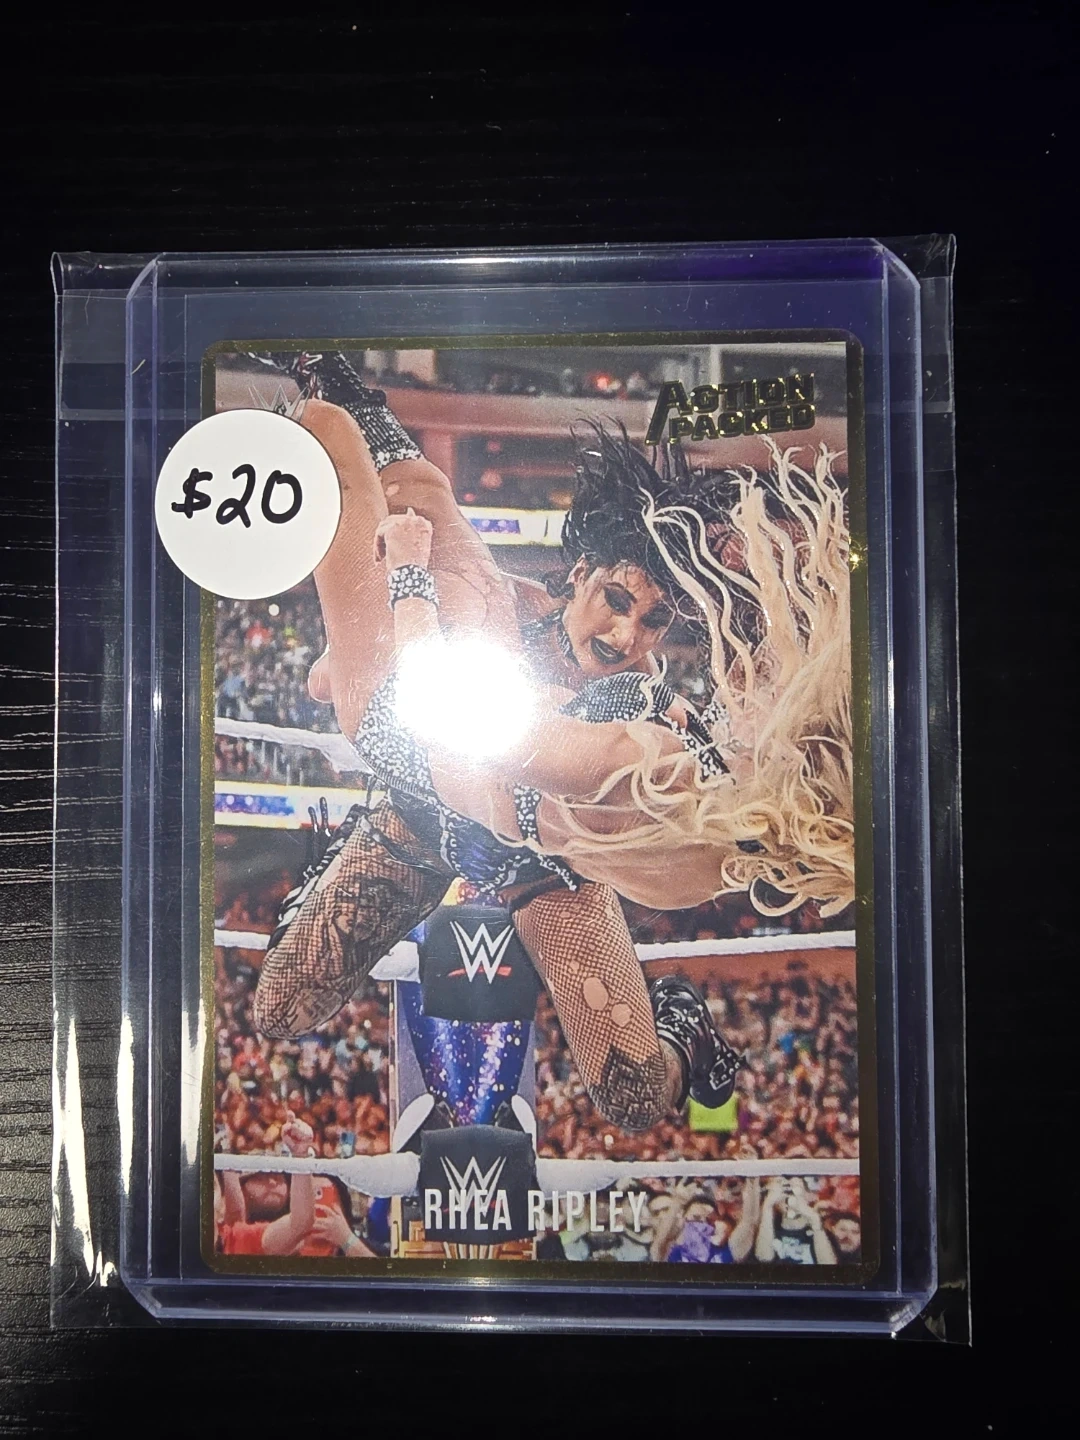 W
ACTION
PACKED
$20
W
W
RHEA RIPLEY